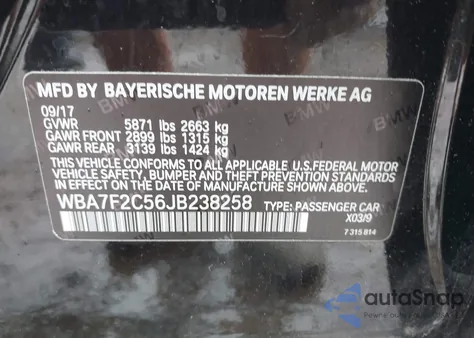 MFD BY BAYERISCHE MOTOREN WERKE AG
09/17
GVWR 5871 lbs 2663 kg
GAWR FRONT 2899 lbs 1315 kg
GAWR REAR 3139 lbs 1424 kg
THIS VEHICLE CONFORMS TO ALL APPLICABLE U.S.FEDERAL MOTOR
VEHICLE SAFETY, BUMPER AND THEFT PREVENTION STANDARDS IN
EFFECT ON THE DATE OF MANUFACTURE SHOWN ABOVE.
WBA7F2C56JB238258 TYPE: PASSENGER CAR
X03/9
7 315 814
autoSnap